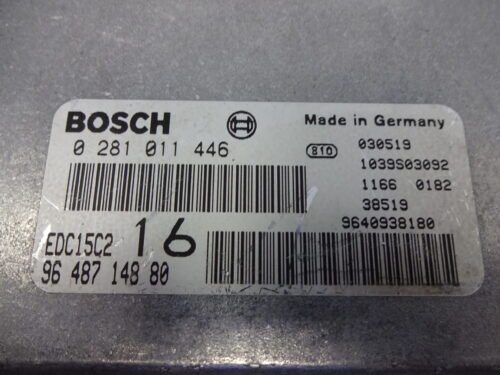 BOSCH
Made in Germany
0 281 011 446
810
030519
1039S03092
1166 0182
38519
9640938180
EDC15C2
16
96 487 148 80